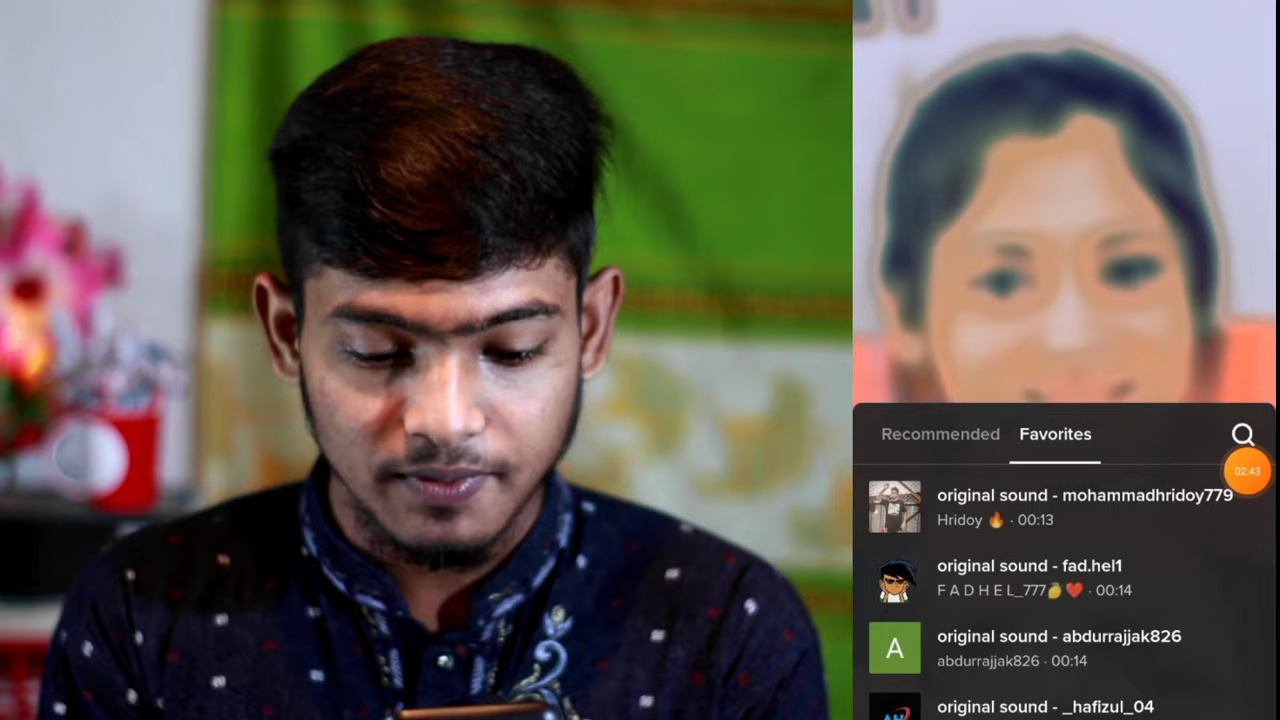 Recommended Favorites
02:43
original sound - mohammadhridoy779
Hridoy 🔥 · 00:13
original sound - fad.hel1
F A D H E L_777🍋❤️ · 00:14
A
original sound - abdurrajjak826
abdurrajjak826 · 00:14
original sound - _hafizul_04